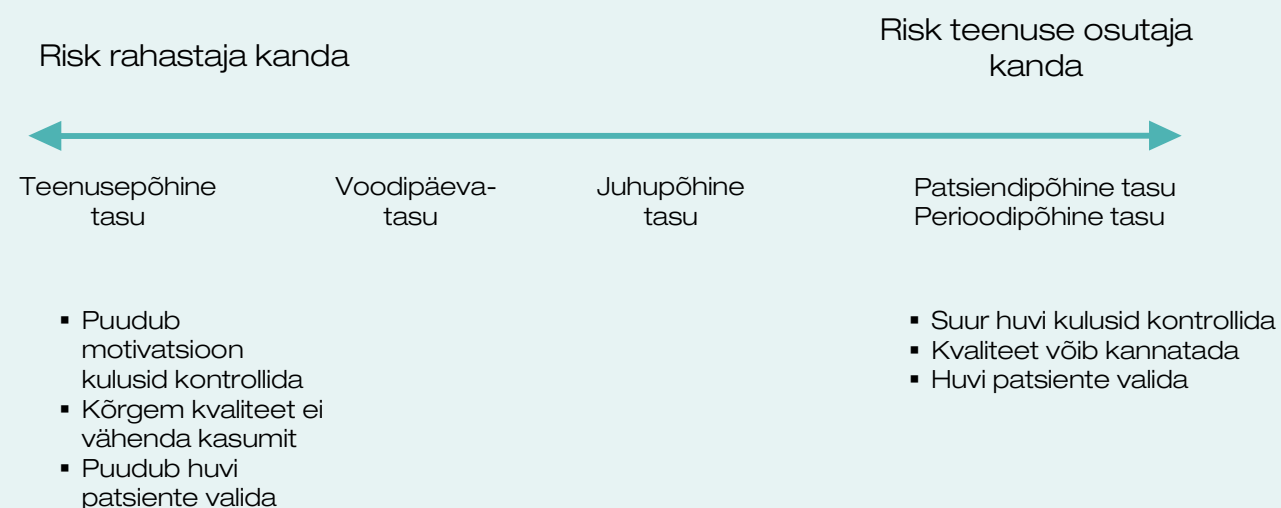 Risk rahastaja kanda
Risk teenuse osutaja
kanda
Teenusepõhine
tasu
Voodipäeva-
tasu
Juhupõhine
tasu
Patsiendipõhine tasu
Perioodipõhine tasu
▪ Puudub
motivatsioon
kulusid kontrollida
▪ Kõrgem kvaliteet ei
vähenda kasumit
▪ Puudub huvi
patsiente valida
▪ Suur huvi kulusid kontrollida
▪ Kvaliteet võib kannatada
▪ Huvi patsiente valida